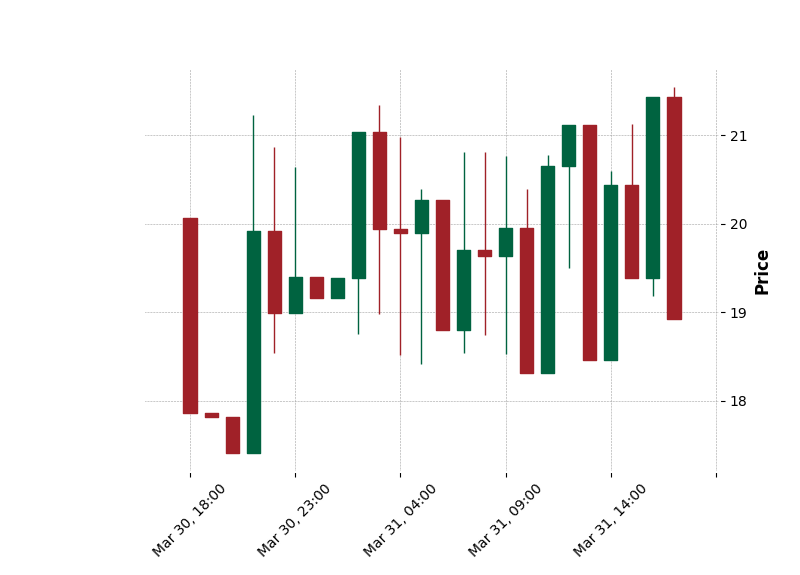 21
20
19
18
Price
Mar 30, 18:00
Mar 30, 23:00
Mar 31, 04:00
Mar 31, 09:00
Mar 31, 14:00